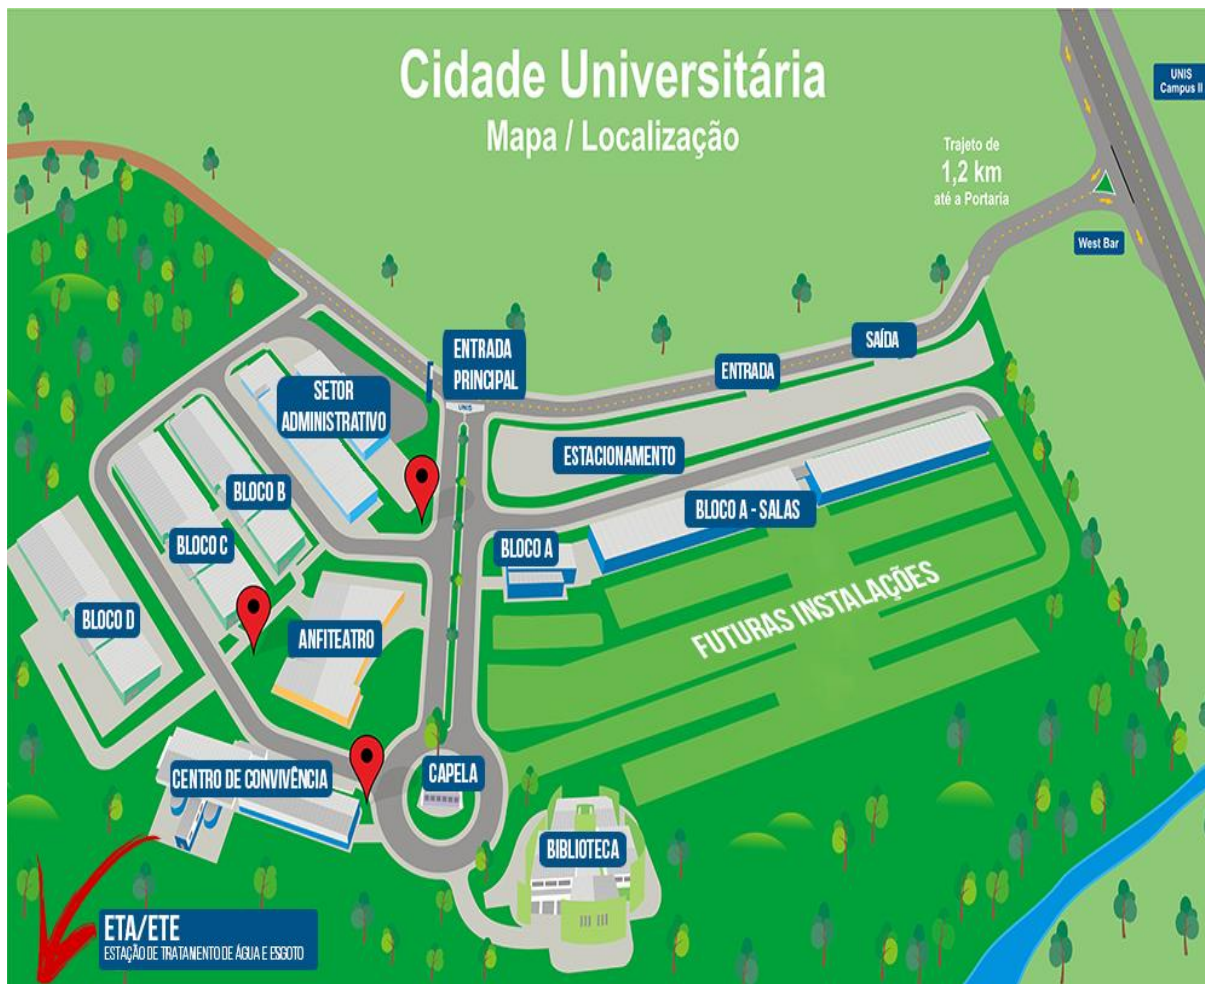 Cidade Universitária
Mapa / Localização
UNIS
Campus II
Trajeto de
1,2 km
até a Portaria
West Bar
ENTRADA
PRINCIPAL
UNIS
SAÍDA
ENTRADA
SETOR
ADMINISTRATIVO
ESTACIONAMENTO
BLOCO B
BLOCO A - SALAS
BLOCO C
BLOCO A
BLOCO D
ANFITEATRO
FUTURAS INSTALAÇÕES
CENTRO DE CONVIVÊNCIA
CAPELA
BIBLIOTECA
ETA/ETE
ESTAÇÃO DE TRATAMENTO DE ÁGUA E ESGOTO